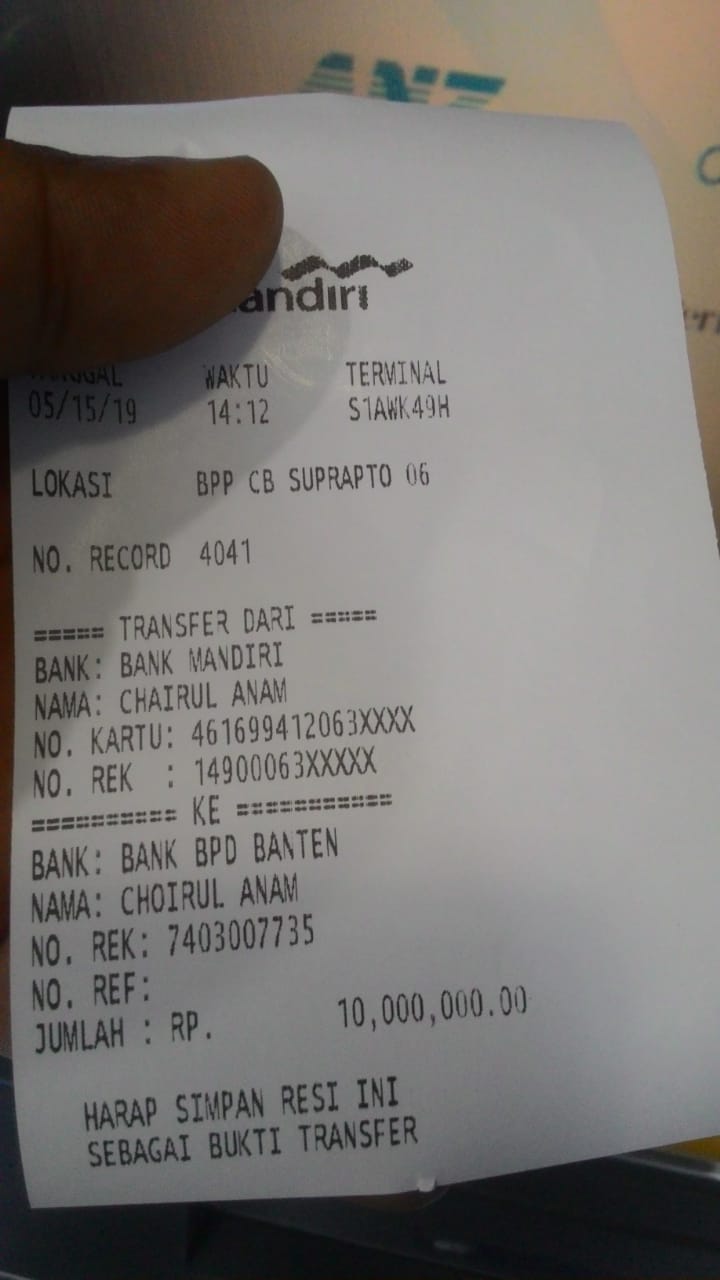 ANZ
andiri
WAKTU TERMINAL
05/15/19 14:12 S1AWK49H
LOKASI BPP CB SUPRAPTO 06
NO. RECORD 4041
===== TRANSFER DARI =====
BANK: BANK MANDIRI
NAMA: CHAIRUL ANAM
NO. KARTU: 461699412063XXXX
NO. REK : 14900063XXXXX
========== KE ===========
BANK: BANK BPD BANTEN
NAMA: CHOIRUL ANAM
NO. REK: 7403007735
NO. REF:
JUMLAH : RP. 10,000,000.00
HARAP SIMPAN RESI INI
SEBAGAI BUKTI TRANSFER